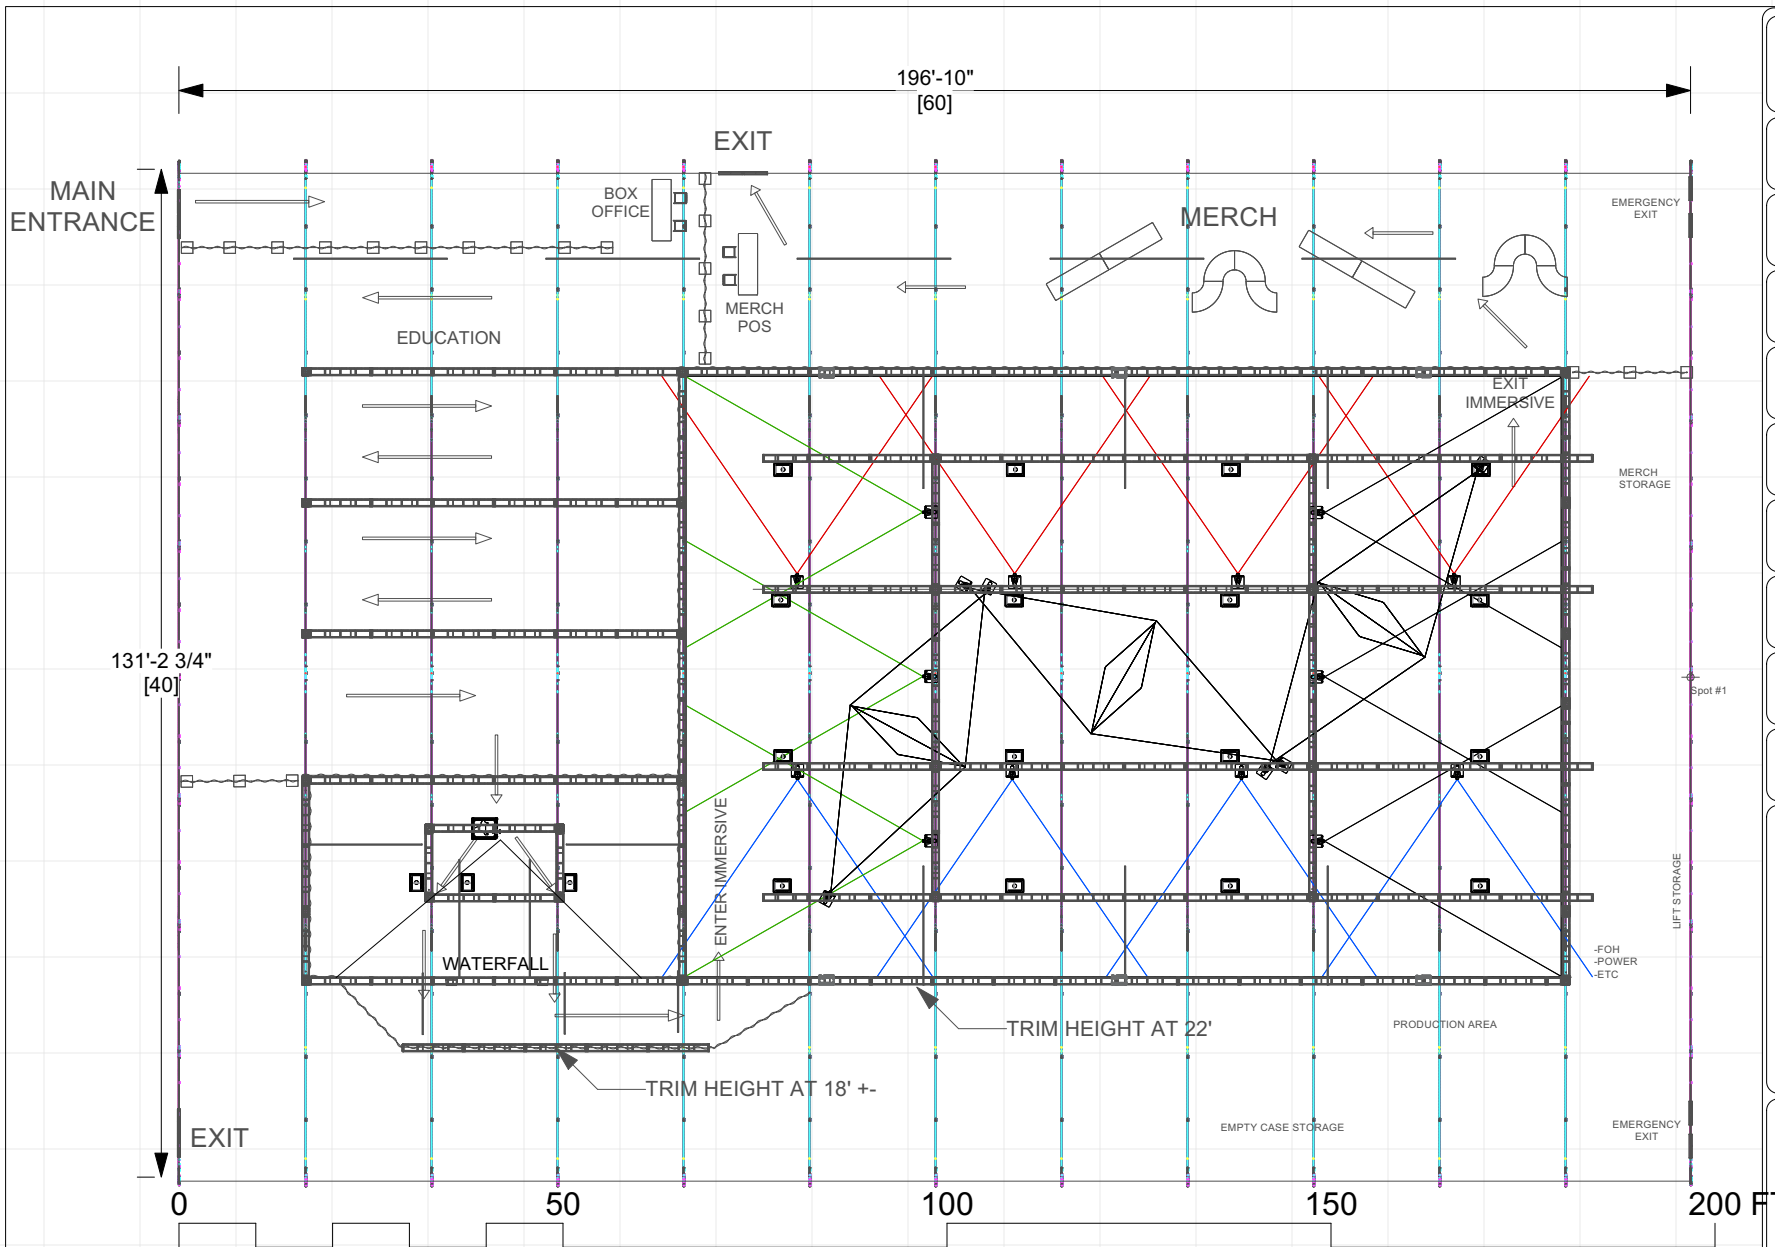 196'-10"
[60]
EXIT
MAIN
ENTRANCE
BOX
OFFICE
MERCH
EMERGENCY
EXIT
MERCH
POS
EDUCATION
EXIT
IMMERSIVE
MERCH
STORAGE
131'-2 3/4"
[40]
Spot #1
ENTER IMMERSIVE
LIFT STORAGE
WATERFALL
-FOH
-POWER
-ETC
TRIM HEIGHT AT 22'
PRODUCTION AREA
TRIM HEIGHT AT 18' +-
EXIT
EMPTY CASE STORAGE
EMERGENCY
EXIT
0 50 100 150 200 F